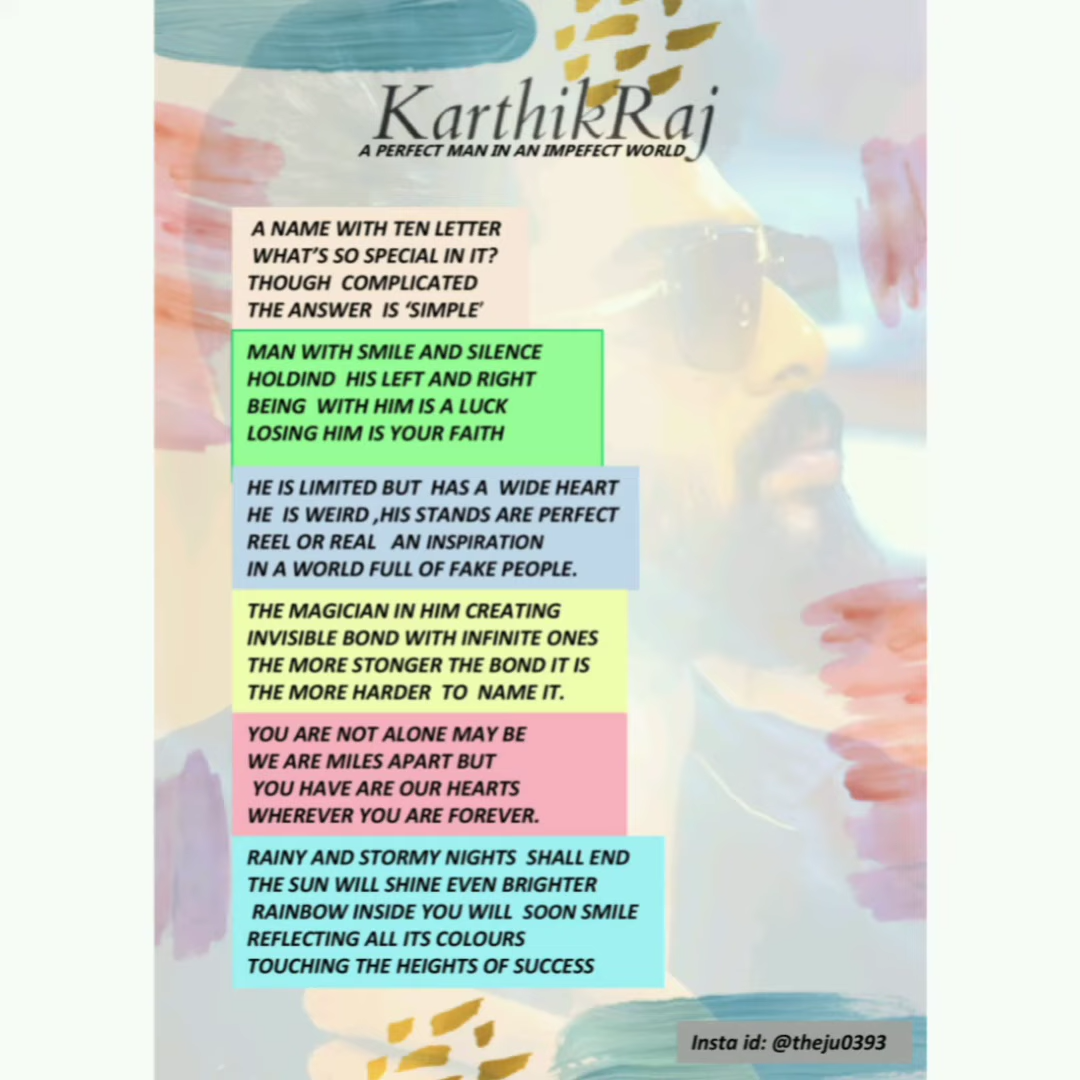 KarthikRaj
A PERFECT MAN IN AN IMPEFECT WORLD
A NAME WITH TEN LETTER
WHAT’S SO SPECIAL IN IT?
THOUGH COMPLICATED
THE ANSWER IS ‘SIMPLE’
MAN WITH SMILE AND SILENCE
HOLDIND HIS LEFT AND RIGHT
BEING WITH HIM IS A LUCK
LOSING HIM IS YOUR FAITH
HE IS LIMITED BUT HAS A WIDE HEART
HE IS WEIRD ,HIS STANDS ARE PERFECT
REEL OR REAL AN INSPIRATION
IN A WORLD FULL OF FAKE PEOPLE.
THE MAGICIAN IN HIM CREATING
INVISIBLE BOND WITH INFINITE ONES
THE MORE STONGER THE BOND IT IS
THE MORE HARDER TO NAME IT.
YOU ARE NOT ALONE MAY BE
WE ARE MILES APART BUT
YOU HAVE ARE OUR HEARTS
WHEREVER YOU ARE FOREVER.
RAINY AND STORMY NIGHTS SHALL END
THE SUN WILL SHINE EVEN BRIGHTER
RAINBOW INSIDE YOU WILL SOON SMILE
REFLECTING ALL ITS COLOURS
TOUCHING THE HEIGHTS OF SUCCESS
Insta id: @theju0393